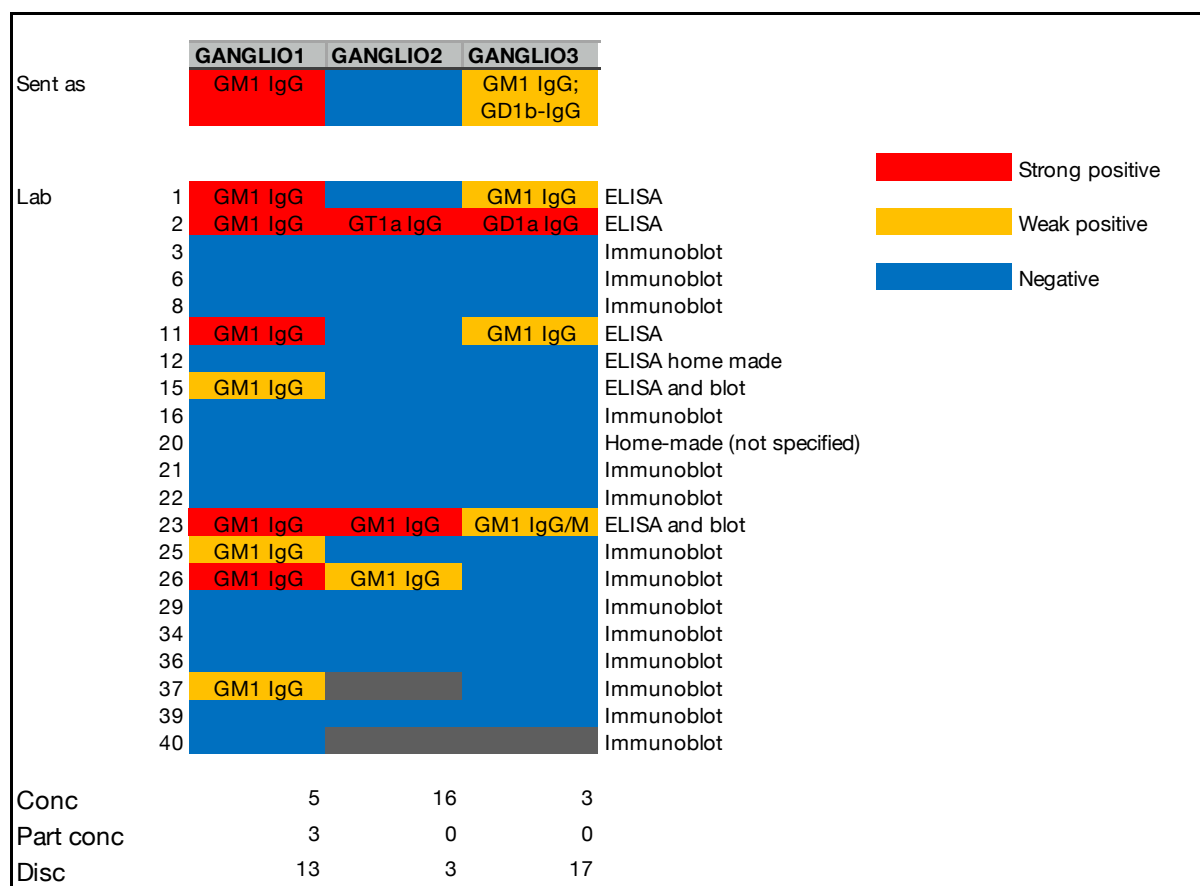 GANGLIO1 GANGLIO2 GANGLIO3
Sent as GM1 IgG GM1 IgG;
GD1b-IgG
Strong positive
Lab 1 GM1 IgG GM1 IgG ELISA
2 GM1 IgG GT1a IgG GD1a IgG ELISA
Weak positive
3 Immunoblot
6 Immunoblot
Negative
8 Immunoblot
11 GM1 IgG GM1 IgG ELISA
12 ELISA home made
15 GM1 IgG ELISA and blot
16 Immunoblot
20 Home-made (not specified)
21 Immunoblot
22 Immunoblot
23 GM1 IgG GM1 IgG GM1 IgG/M ELISA and blot
25 GM1 IgG Immunoblot
26 GM1 IgG GM1 IgG Immunoblot
29 Immunoblot
34 Immunoblot
36 Immunoblot
37 GM1 IgG Immunoblot
39 Immunoblot
40 Immunoblot
Conc 5 16 3
Part conc 3 0 0
Disc 13 3 17